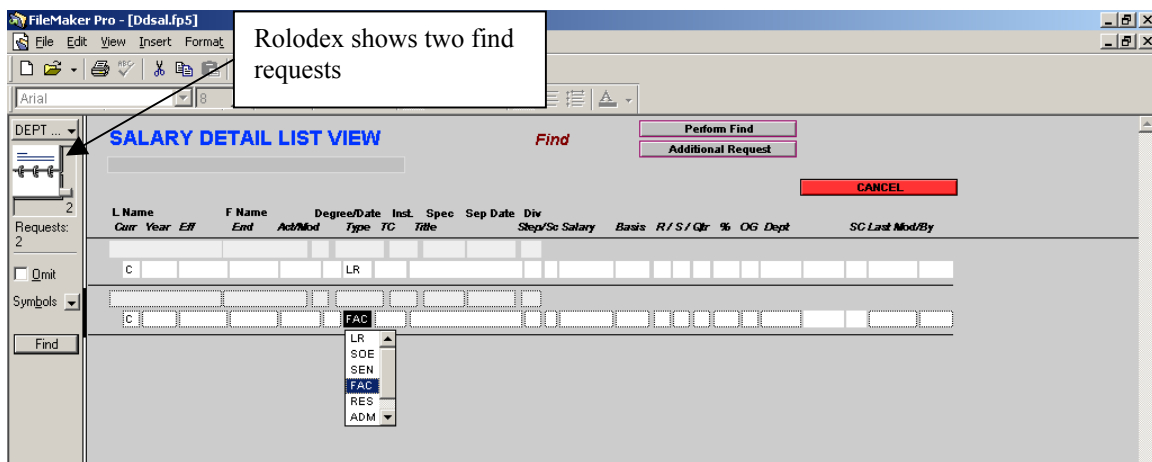 FileMaker Pro - [Ddsal.fp5]
File Edit View Insert Format
Rolodex shows two find
requests
Arial 8
DEPT ...
SALARY DETAIL LIST VIEW
Find
Perform Find
Additional Request
CANCEL
2
Requests:
2
L Name F Name Degree/Date Inst. Spec Sep Date Div
Curr Year Eff End Act/Mod Type TC Title Step/Sc Salary Basis R / S / Qtr % OG Dept SC Last Mod/By
C LR
Omit
Symbols
C FAC
Find
LR
SOE
SEN
FAC
RES
ADM